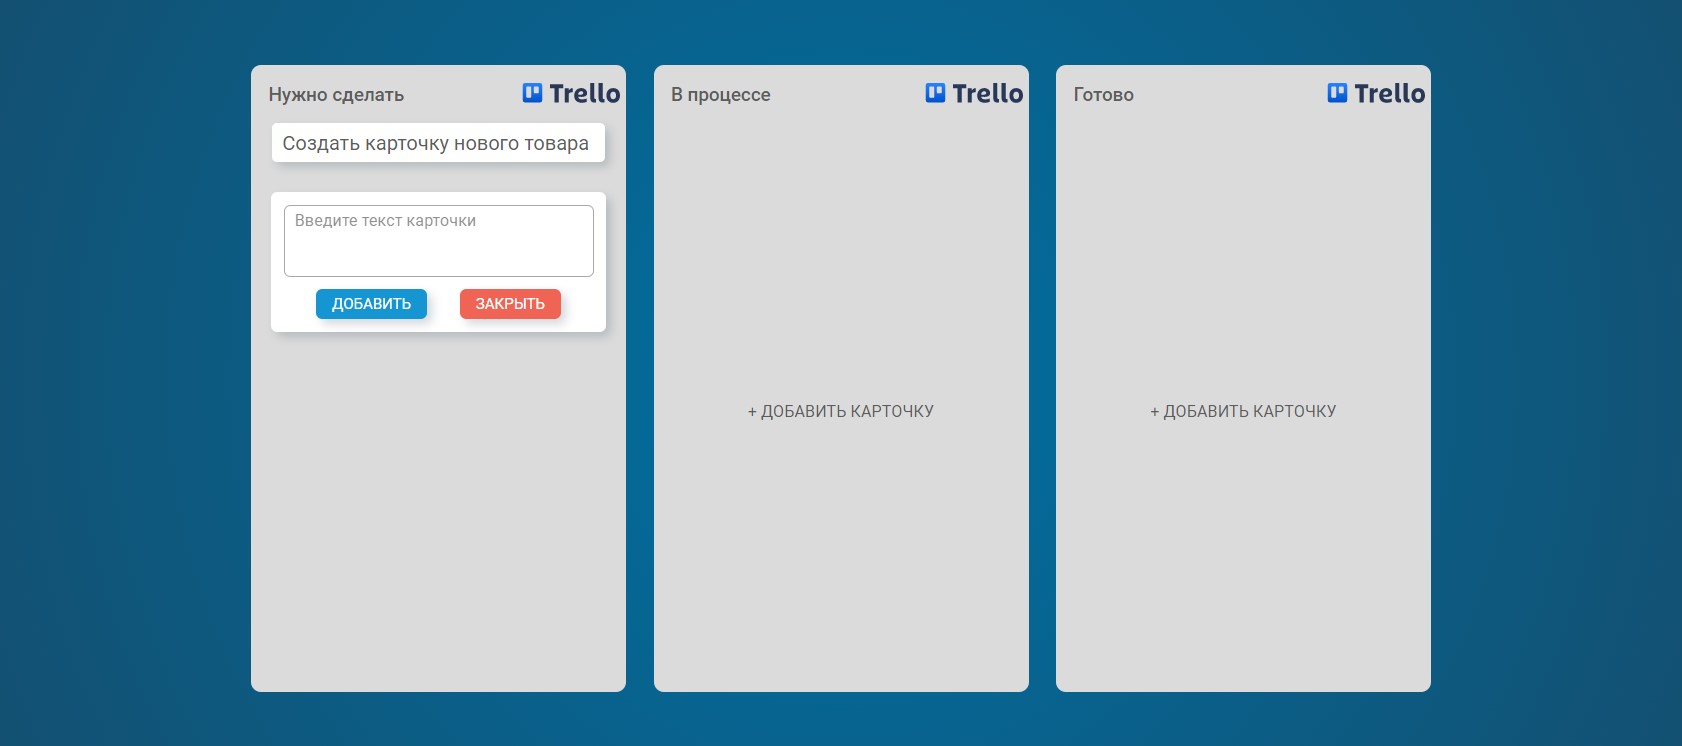 Нужно сделать
Trello
Создать карточку нового товара
Введите текст карточки
ДОБАВИТЬ
ЗАКРЫТЬ
В процессе
Trello
+ ДОБАВИТЬ КАРТОЧКУ
Готово
Trello
+ ДОБАВИТЬ КАРТОЧКУ